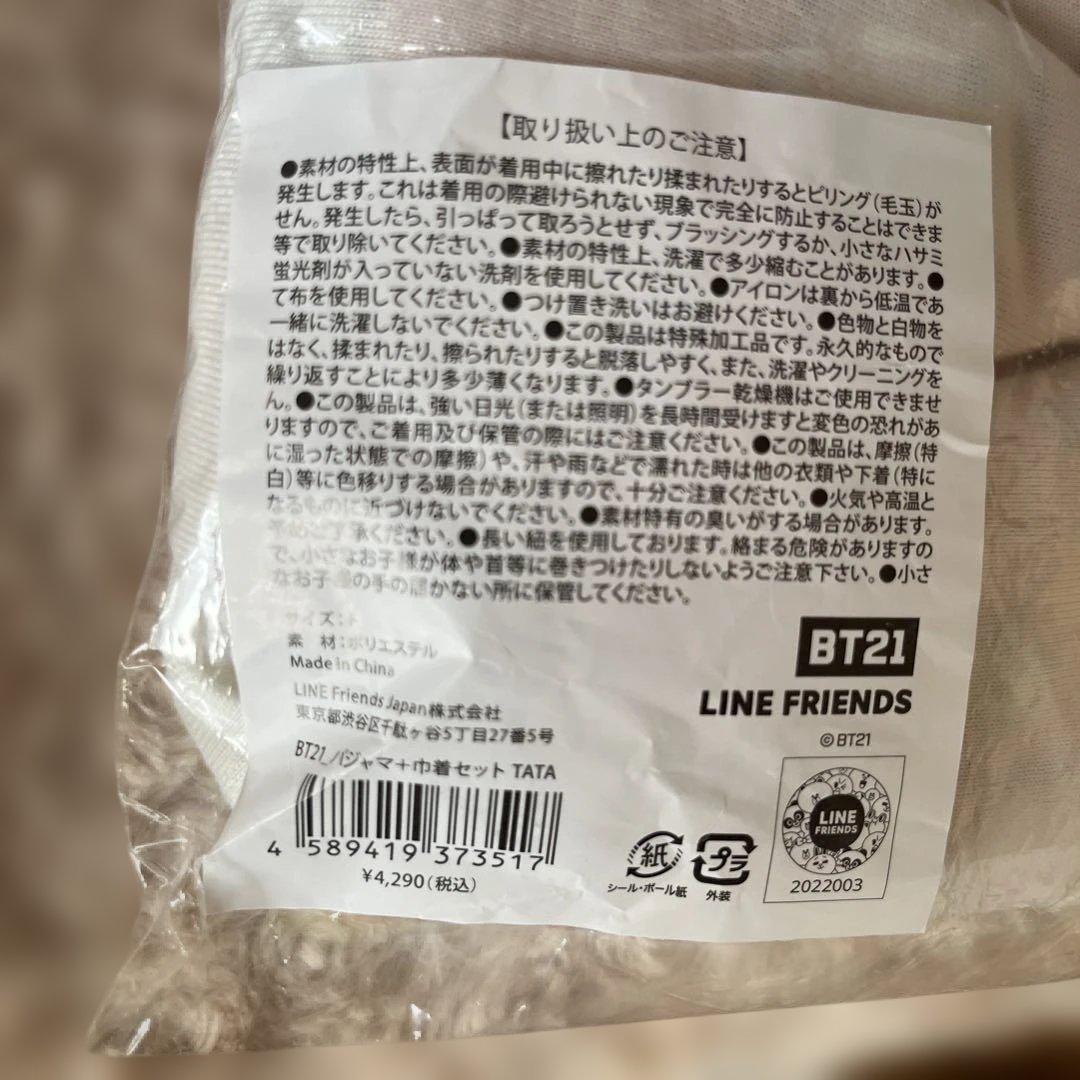 【取り扱い上のご注意】
●素材の特性上、表面が着用中に擦れたり揉まれたりするとピリング(毛玉)が
発生します。これは着用の際避けられない現象で完全に防止することはできま
せん。発生したら、引っぱって取ろうとせず、ブラッシングするか、小さなハサミ
等で取り除いてください。●素材の特性上、洗濯で多少縮むことがあります。●
蛍光剤が入っていない洗剤を使用してください。●アイロンは裏から低温であ
て布を使用してください。●つけ置き洗いはお避けください。●色物と白物を
一緒に洗濯しないでください。●この製品は特殊加工品です。永久的なもので
はなく、揉まれたり、擦られたりすると脱落しやすく、また、洗濯やクリーニングを
繰り返すことにより多少薄くなります。●タンブラー乾燥機はご使用できませ
ん。●この製品は、強い日光(または照明)を長時間受けますと変色の恐れがあ
りますので、ご着用及び保管の際にはご注意ください。●この製品は、摩擦(特
に湿った状態での摩擦)や、汗や雨などで濡れた時は他の衣類や下着(特に
白)等に色移りする場合がありますので、十分ご注意ください。●火気や高温と
なるものに近づけないでください。●素材特有の臭いがする場合があります。
ください。●長い紐を使用しております。絡まる危険がありますの
で、小さなお子様が体や首等に巻きつけたりしないようご注意下さい。●小さ
なお子様の手の届かない所に保管してください。
サイズ:F
素 材:ポリエステル
Made in China
LINE Friends Japan株式会社
東京都渋谷区千駄ヶ谷5丁目27番5号
BT21_パジャマ+巾着セット TATA
4 589419 373517
¥4,290(税込)
紙
シール・ボール紙
プラ
外装
BT21
LINE FRIENDS
©BT21
LINE
FRIENDS
2022003